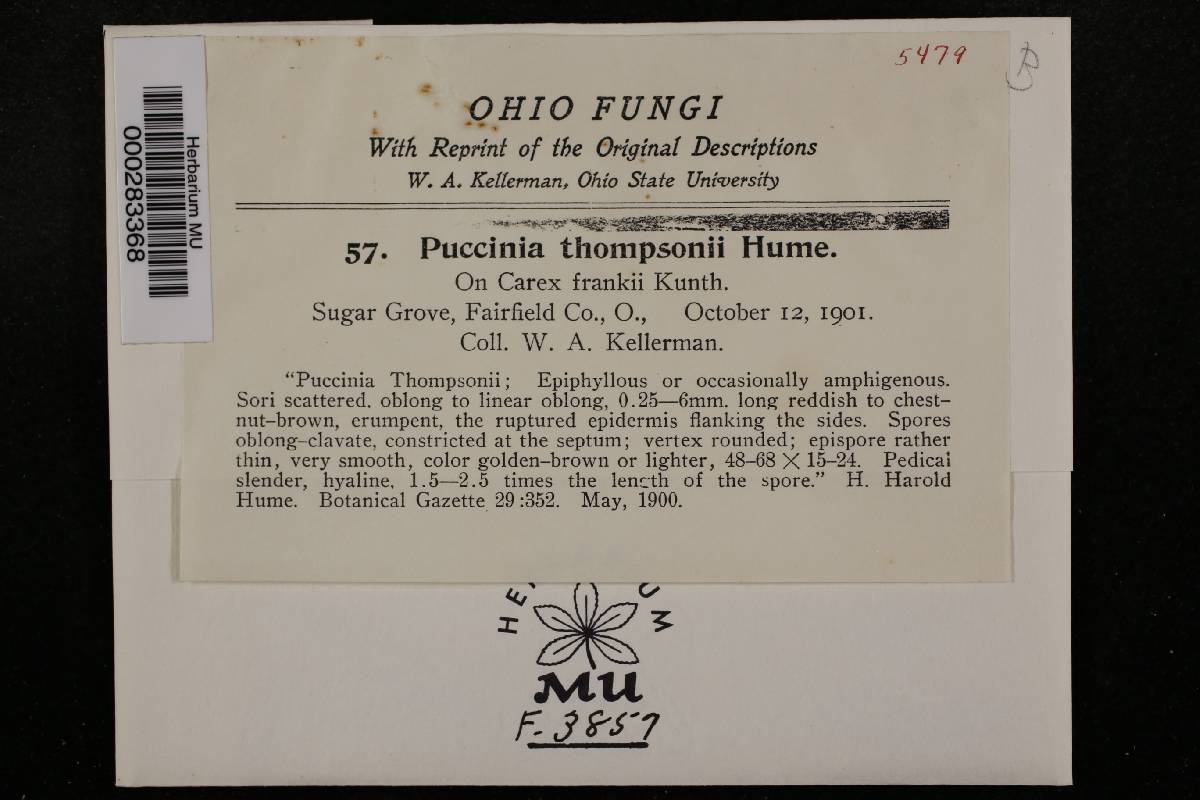 5479
OHIO FUNGI
With Reprint of the Original Descriptions
W. A. Kellerman, Ohio State University
57. Puccinia thompsonii Hume.
On Carex frankii Kunth.
Sugar Grove, Fairfield Co., O., October 12, 1901.
Coll. W. A. Kellerman.
"Puccinia Thompsonii; Epiphyllous or occasionally amphigenous.
Sori scattered, oblong to linear oblong, 0.25—6mm. long reddish to chest-
nut-brown, erumpent, the ruptured epidermis flanking the sides. Spores
oblong-clavate, constricted at the septum; vertex rounded; epispore rather
thin, very smooth, color golden-brown or lighter, 48-68 × 15-24. Pedical
slender, hyaline, 1.5—2.5 times the length of the spore." H. Harold
Hume. Botanical Gazette 29:352. May, 1900.
Herbarium MU
000283368
MU
F. 3857